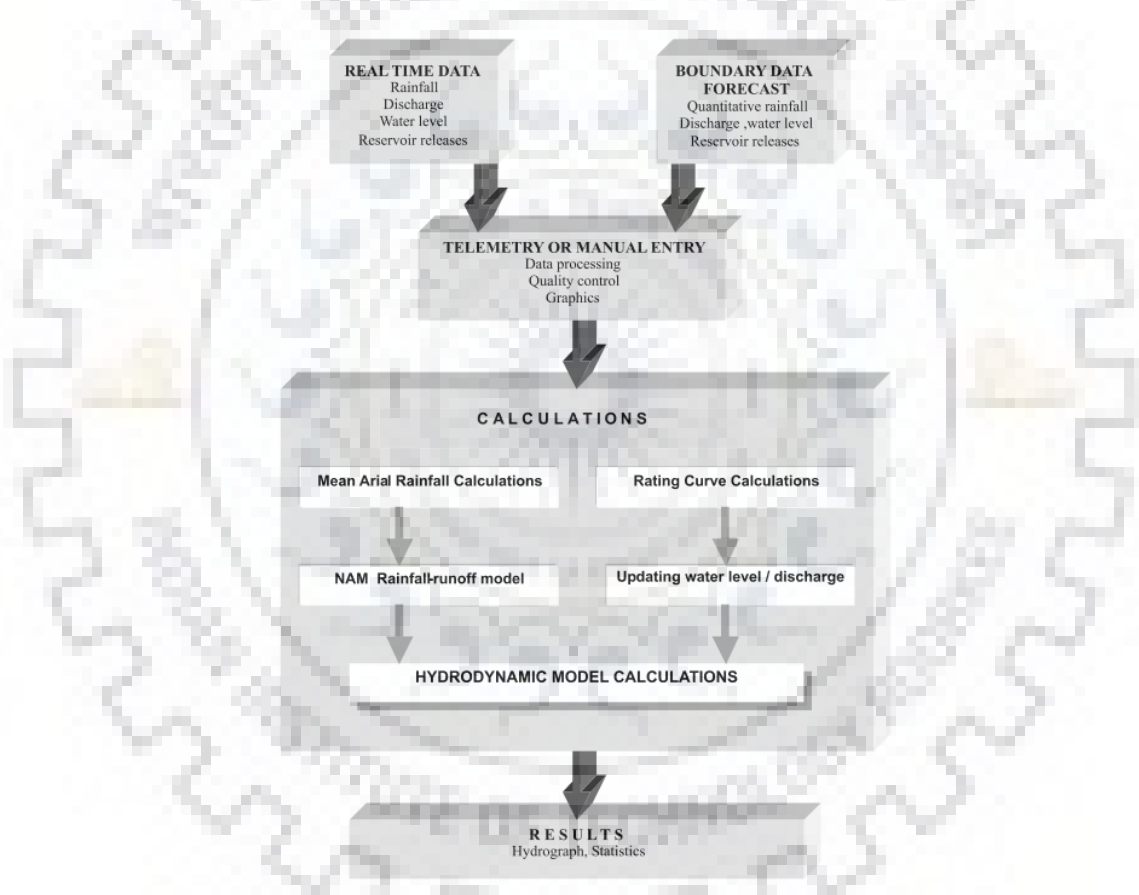 REAL TIME DATA
Rainfall
Discharge
Water level
Reservoir releases
BOUNDARY DATA
FORECAST
Quantitative rainfall
Discharge ,water level
Reservoir releases
TELEMETRY OR MANUAL ENTRY
Data processing
Quality control
Graphics
CALCULATIONS
Mean Arial Rainfall Calculations
Rating Curve Calculations
NAM Rainfall-runoff model
Updating water level / discharge
HYDRODYNAMIC MODEL CALCULATIONS
RESULTS
Hydrograph, Statistics